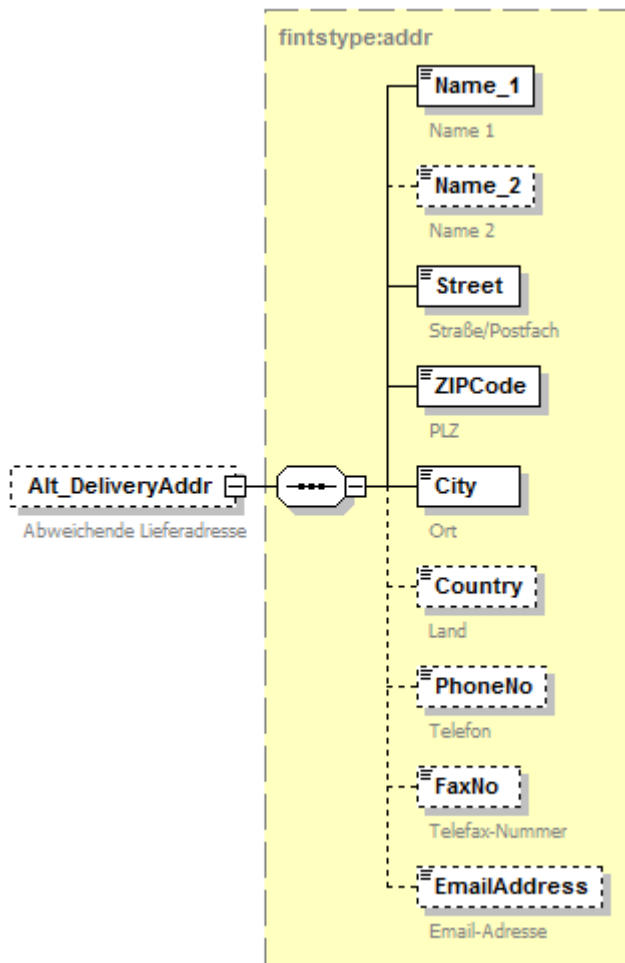 fintstype:addr
Name_1
Name 1
Name_2
Name 2
Street
Straße/Postfach
ZIPCode
PLZ
Alt_DeliveryAddr
Abweichende Lieferadresse
City
Ort
Country
Land
PhoneNo
Telefon
FaxNo
Telefax-Nummer
EmailAddress
Email-Adresse